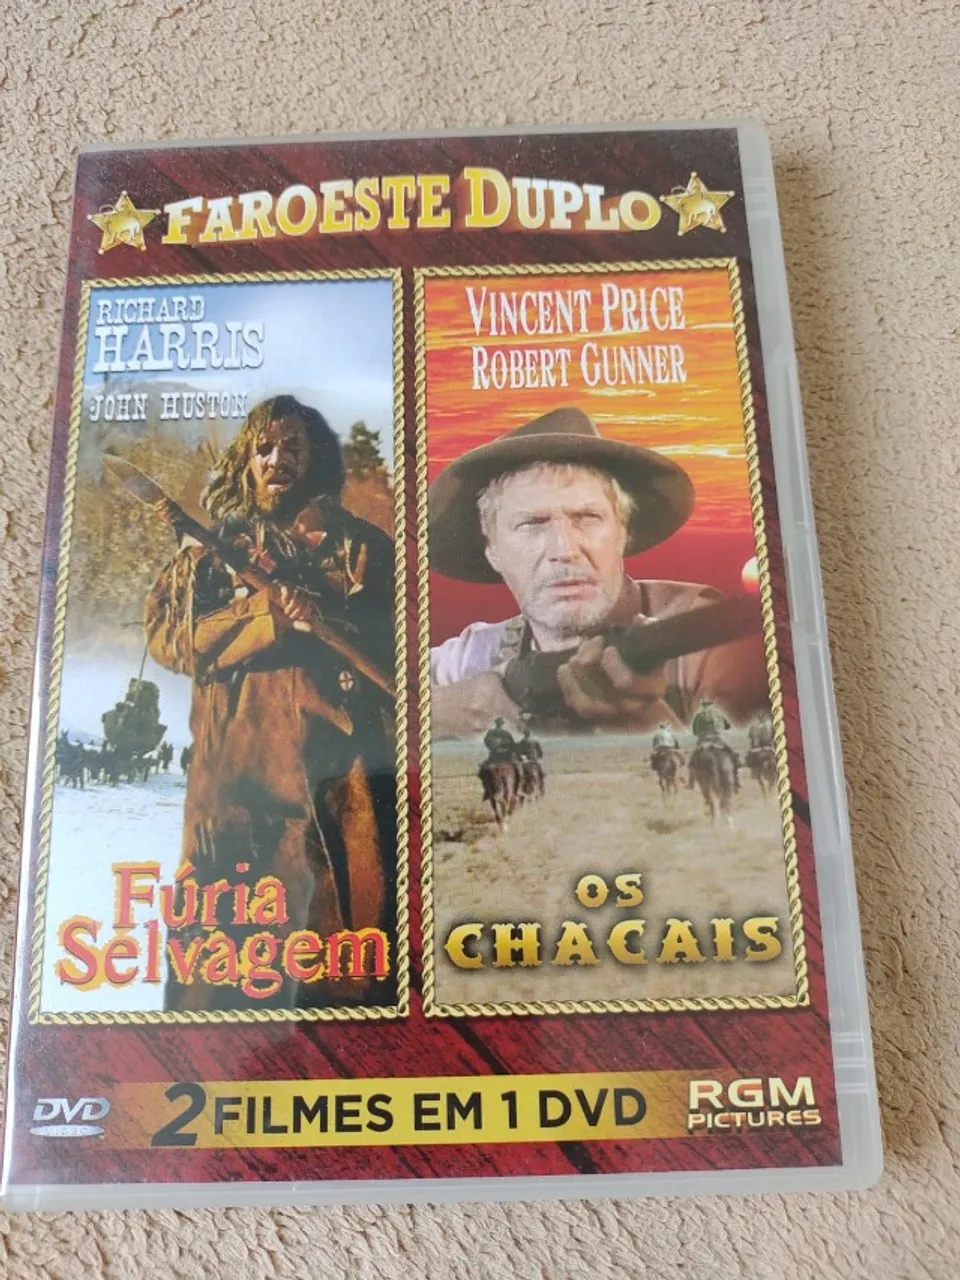 FAROESTE DUPLO
RICHARD
HARRIS
JOHN HUSTON
Fúria
Selvagem
VINCENT PRICE
ROBERT GUNNER
OS
CHACAIS
DVD
VIDEO
2 FILMES EM 1 DVD
RGM
PICTURES